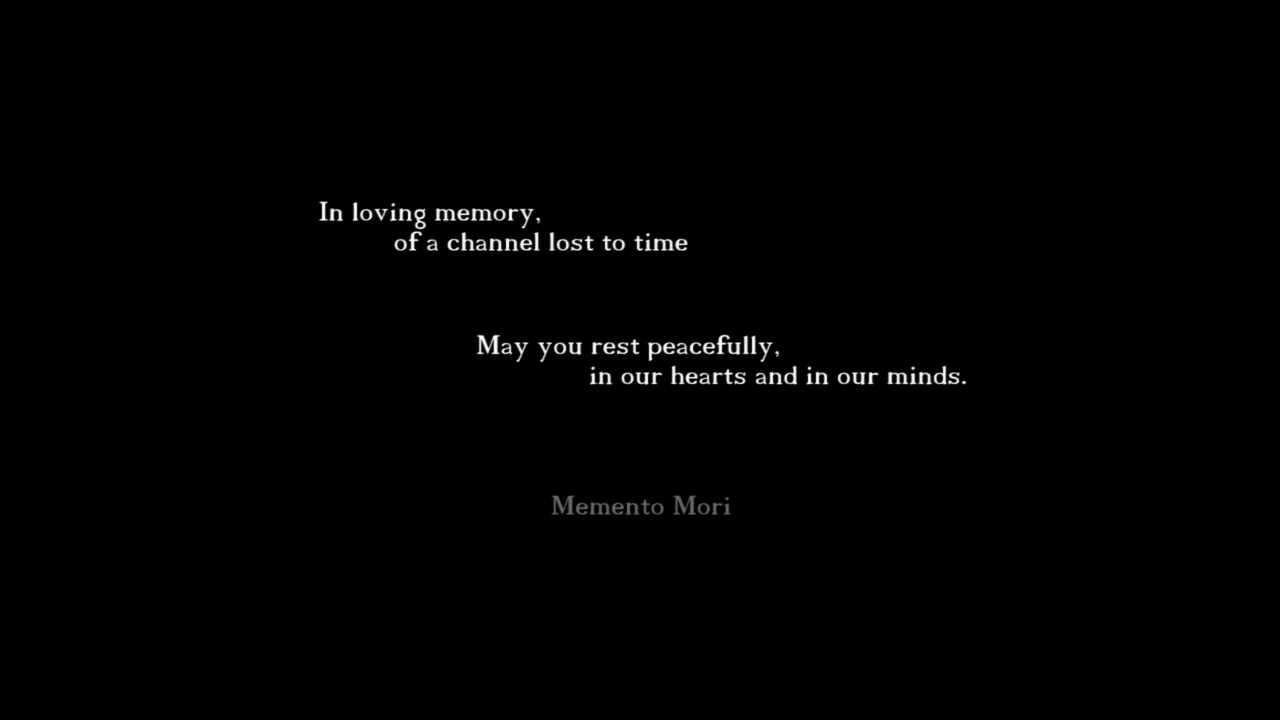 In loving memory,
of a channel lost to time
May you rest peacefully,
in our hearts and in our minds.
Memento Mori